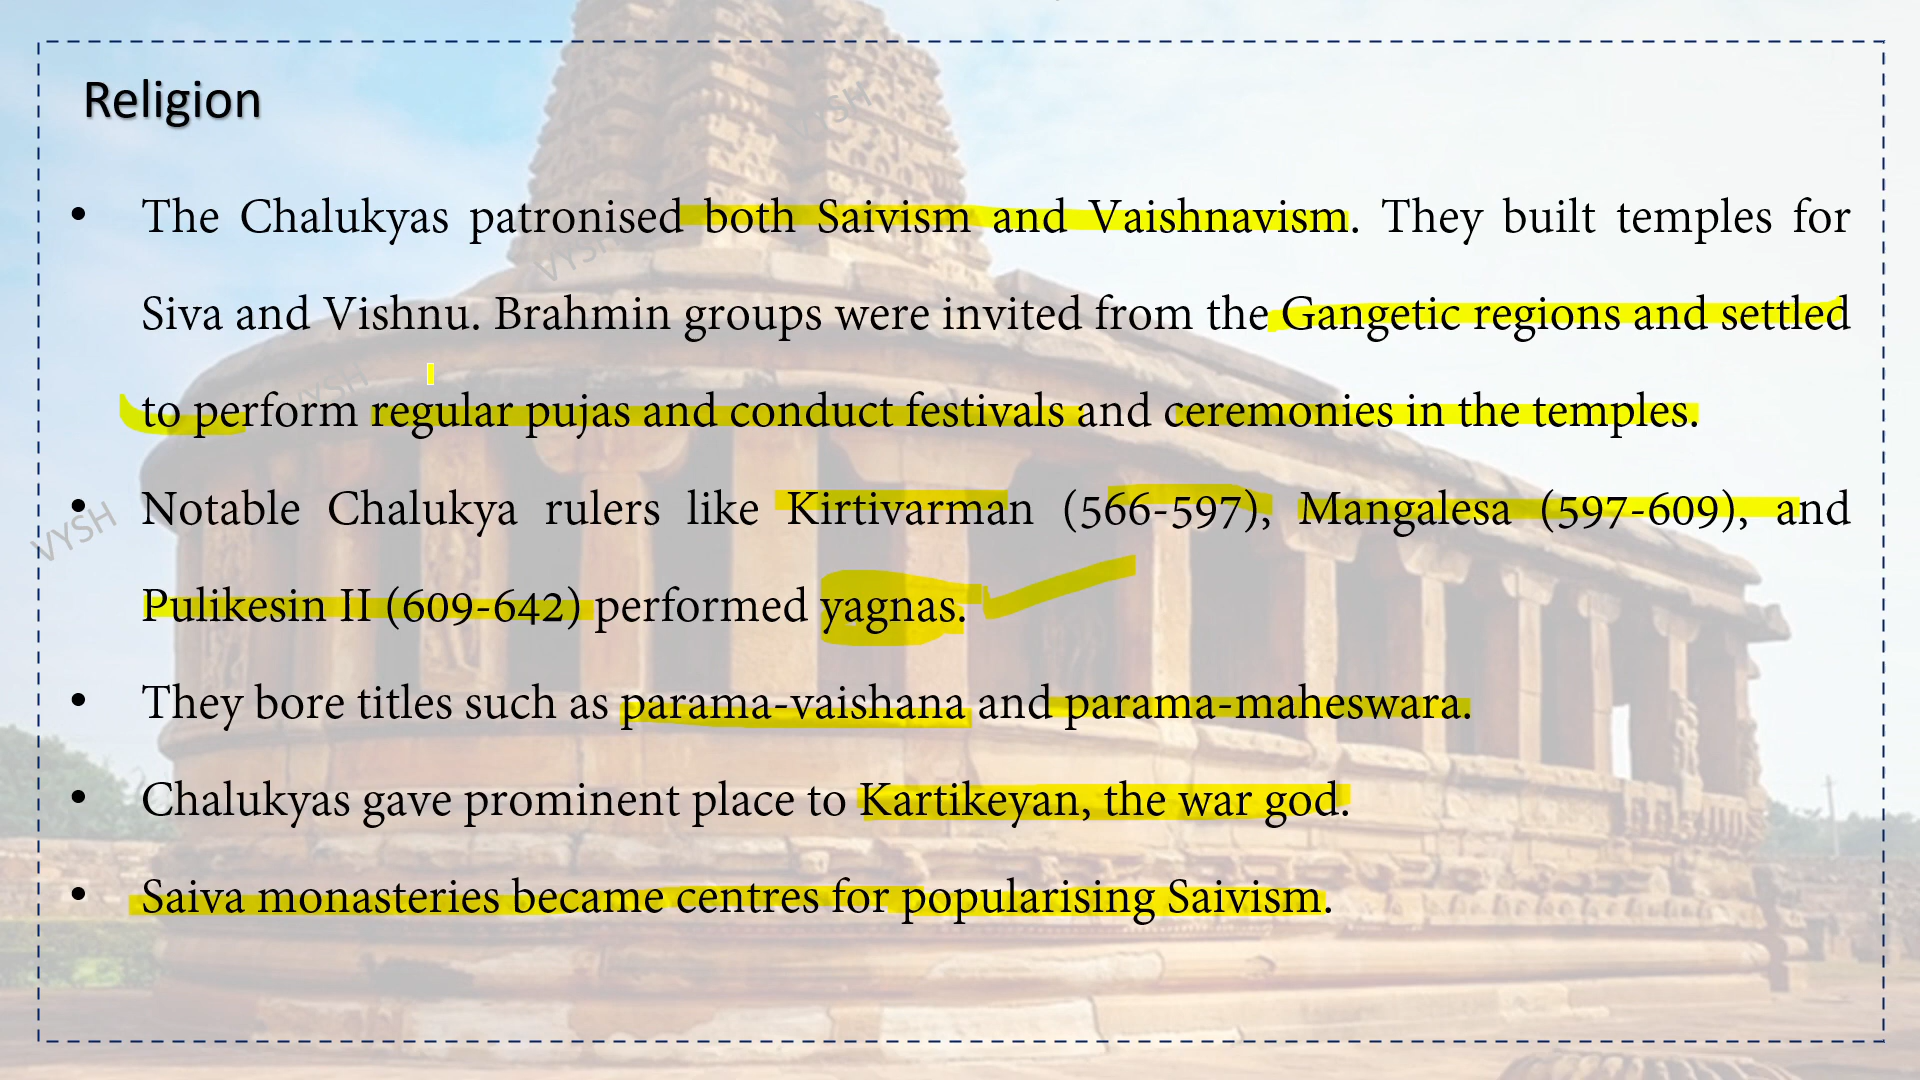 Religion
• The Chalukyas patronised both Saivism and Vaishnavism. They built temples for
Siva and Vishnu. Brahmin groups were invited from the Gangetic regions and settled
to perform regular pujas and conduct festivals and ceremonies in the temples.
• Notable Chalukya rulers like Kirtivarman (566-597), Mangalesa (597-609), and
Pulikesin II (609-642) performed yagnas.
• They bore titles such as parama-vaishana and parama-maheswara.
• Chalukyas gave prominent place to Kartikeyan, the war god.
• Saiva monasteries became centres for popularising Saivism.
VYSH
VYSH
VYSH
VYSH